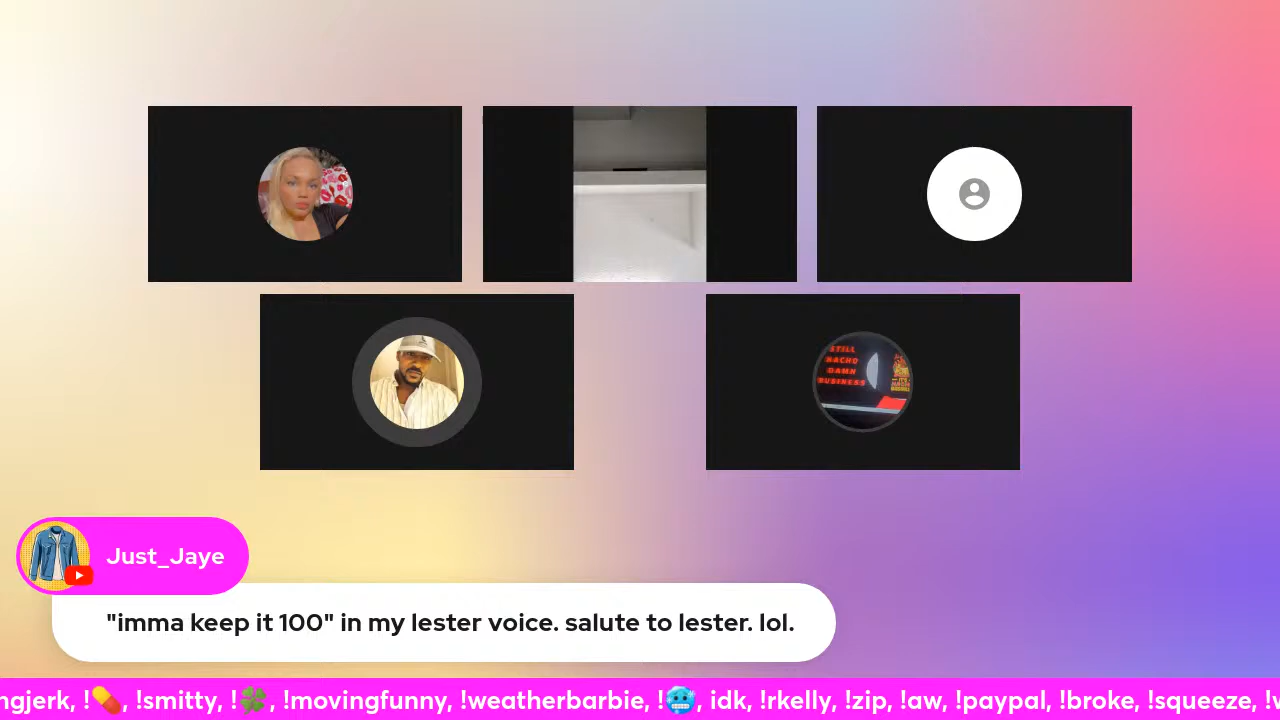 STILL
NACHO
DAMN
BUSINESS
Just_Jaye
"imma keep it 100" in my lester voice. salute to lester. lol.
ngjerk, !💊, !smitty, !🍀, !movingfunny, !weatherbarbie, !🥶, idk, !rkelly, !zip, !aw, !paypal, !broke, !squeeze, !v